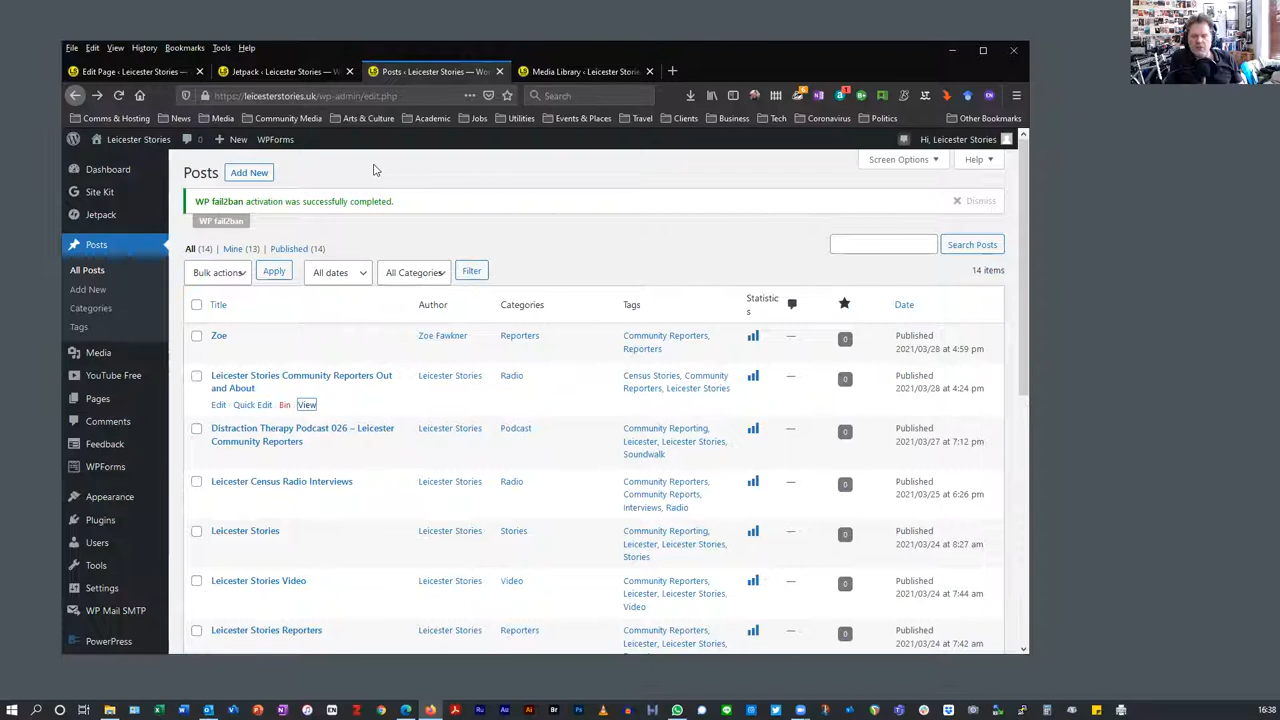 File Edit View History Bookmarks Tools Help
Edit Page ‹ Leicester Stories — Jetpack ‹ Leicester Stories — W Posts ‹ Leicester Stories — Wo Media Library ‹ Leicester Storie
https://leicesterstories.uk/wp-admin/edit.php Search
Comms & Hosting News Media Community Media Arts & Culture Academic Jobs Utilities Events & Places Travel Clients Business Tech Coronavirus Politics Other Bookmarks
Leicester Stories 0 New WPForms Hi, Leicester Stories
Dashboard
Site Kit
Jetpack
Posts
All Posts
Add New
Categories
Tags
Media
YouTube Free
Pages
Comments
Feedback
WPForms
Appearance
Plugins
Users
Tools
Settings
WP Mail SMTP
PowerPress
Screen Options Help
Posts Add New
WP fail2ban activation was successfully completed. Dismiss
WP fail2ban
All (14) | Mine (13) | Published (14)
Search Posts
Bulk actions Apply All dates All Categories Filter
14 items
Title Author Categories Tags Statistic
s
Date
Zoe Zoe Fawkner Reporters Community Reporters, Published
Reporters 0 2021/03/28 at 4:59 pm
Leicester Stories Community Reporters Out Leicester Stories Radio Census Stories, Community — Published
and About Reporters, Leicester Stories 0 2021/03/28 at 4:24 pm
Edit Quick Edit Bin View
Distraction Therapy Podcast 026 – Leicester Leicester Stories Podcast Community Reporting, — Published
Community Reporters Leicester, Leicester Stories, 0 2021/03/27 at 7:12 pm
Soundwalk
Leicester Census Radio Interviews Leicester Stories Radio Community Reporters, — Published
Community Reports, 0 2021/03/25 at 6:26 pm
Interviews, Radio
Leicester Stories Leicester Stories Stories Community Reporting, — Published
Leicester, Leicester Stories, 0 2021/03/24 at 8:27 am
Stories
Leicester Stories Video Leicester Stories Video Community Reporters, — Published
Leicester, Leicester Stories, 0 2021/03/24 at 7:44 am
Video
Leicester Stories Reporters Leicester Stories Reporters Community Reporters, — Published
Leicester, Leicester Stories, 0 2021/03/24 at 7:42 am
16:38